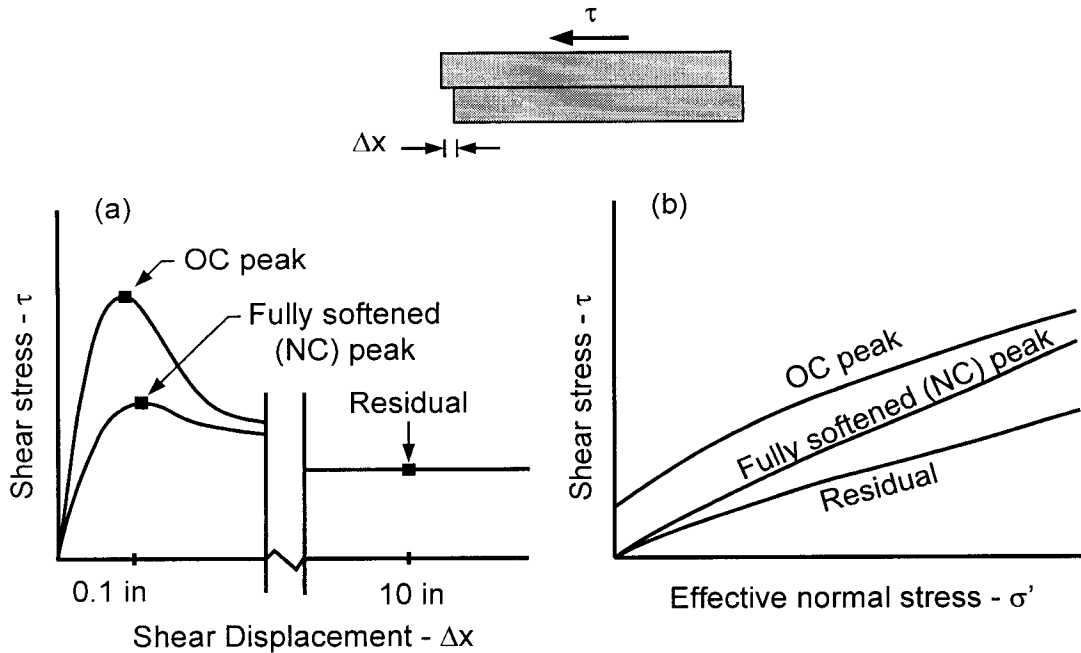 τ
Δx
(a)
OC peak
Fully softened
(NC) peak
Residual
Shear stress - τ
0.1 in
10 in
Shear Displacement - Δx
(b)
OC peak
Fully softened (NC) peak
Residual
Shear stress - τ
Effective normal stress - σ'